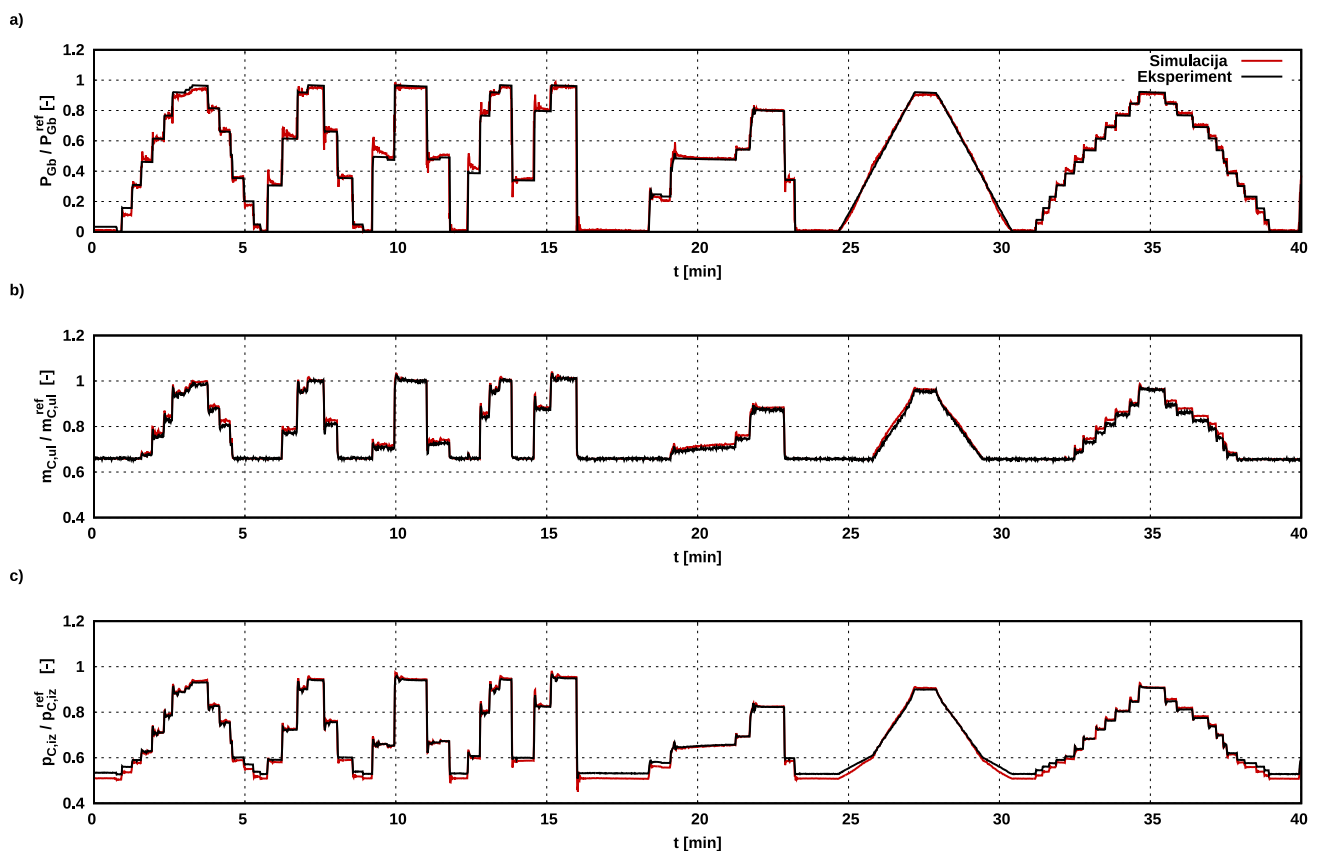 a)
1.2
1
0.8
0.6
0.4
0.2
0
P_Gb / P_Gb^ref [-]
Simulacija
Eksperiment
0 5 10 15 20 25 30 35 40
t [min]
b)
1.2
1
0.8
0.6
0.4
m_C,ul / m_C,ul^ref [-]
0 5 10 15 20 25 30 35 40
t [min]
c)
1.2
1
0.8
0.6
0.4
p_C,iz / p_C,iz^ref [-]
0 5 10 15 20 25 30 35 40
t [min]